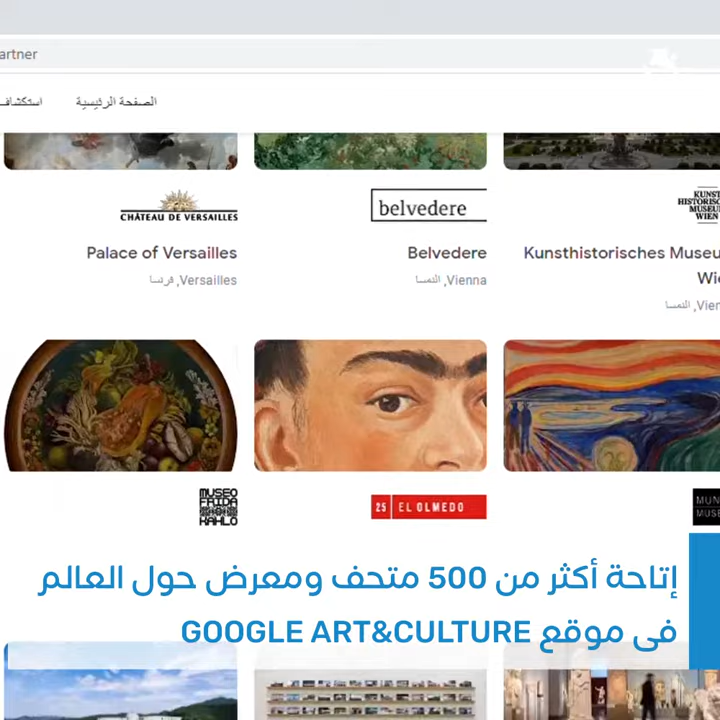 artner
الصفحة الرئيسية استكشاف
CHÂTEAU DE VERSAILLES
belvedere
KUNST
HISTORISC
MUSEU
WIEN
Palace of Versailles
Belvedere
Kunsthistorisches Museu
Wie
Versailles, فرنسا
Vienna, النمسا
Vien, النمسا
MUSEO
FRIDA
KAHLO
25 EL OLMEDO
MUN
MUSE
إتاحة أكثر من 500 متحف ومعرض حول العالم
فى موقع GOOGLE ART&CULTURE